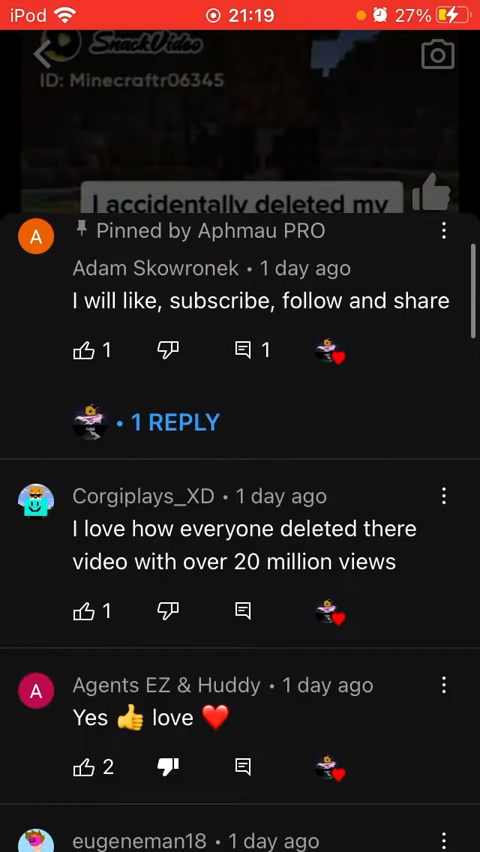 iPod 21:19 27%
SnackVideo
ID: Minecraftr06345
I accidentally deleted my
A Pinned by Aphmau PRO
Adam Skowronek • 1 day ago
I will like, subscribe, follow and share
1 1
• 1 REPLY
Corgiplays_XD • 1 day ago
I love how everyone deleted there
video with over 20 million views
1
A Agents EZ & Huddy • 1 day ago
Yes 👍 love ❤️
2
eugeneman18 • 1 day ago